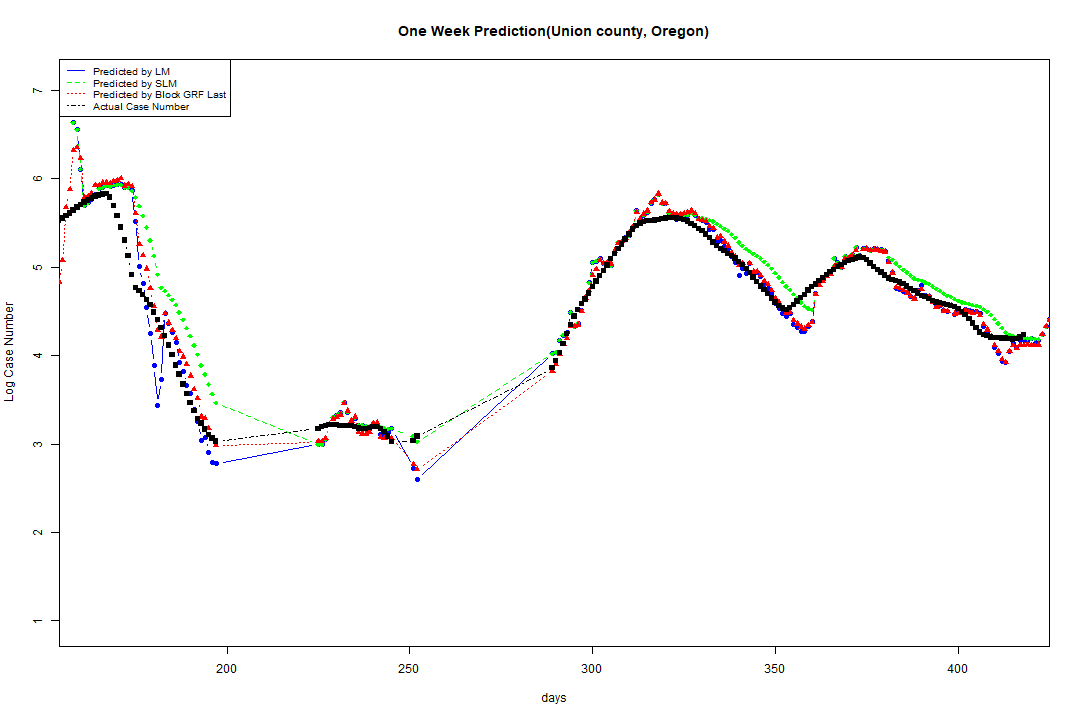 One Week Prediction(Union county, Oregon)
Predicted by LM
Predicted by SLM
Predicted by Block GRF Last
Actual Case Number
7
6
5
4
3
2
1
Log Case Number
200 250 300 350 400
days